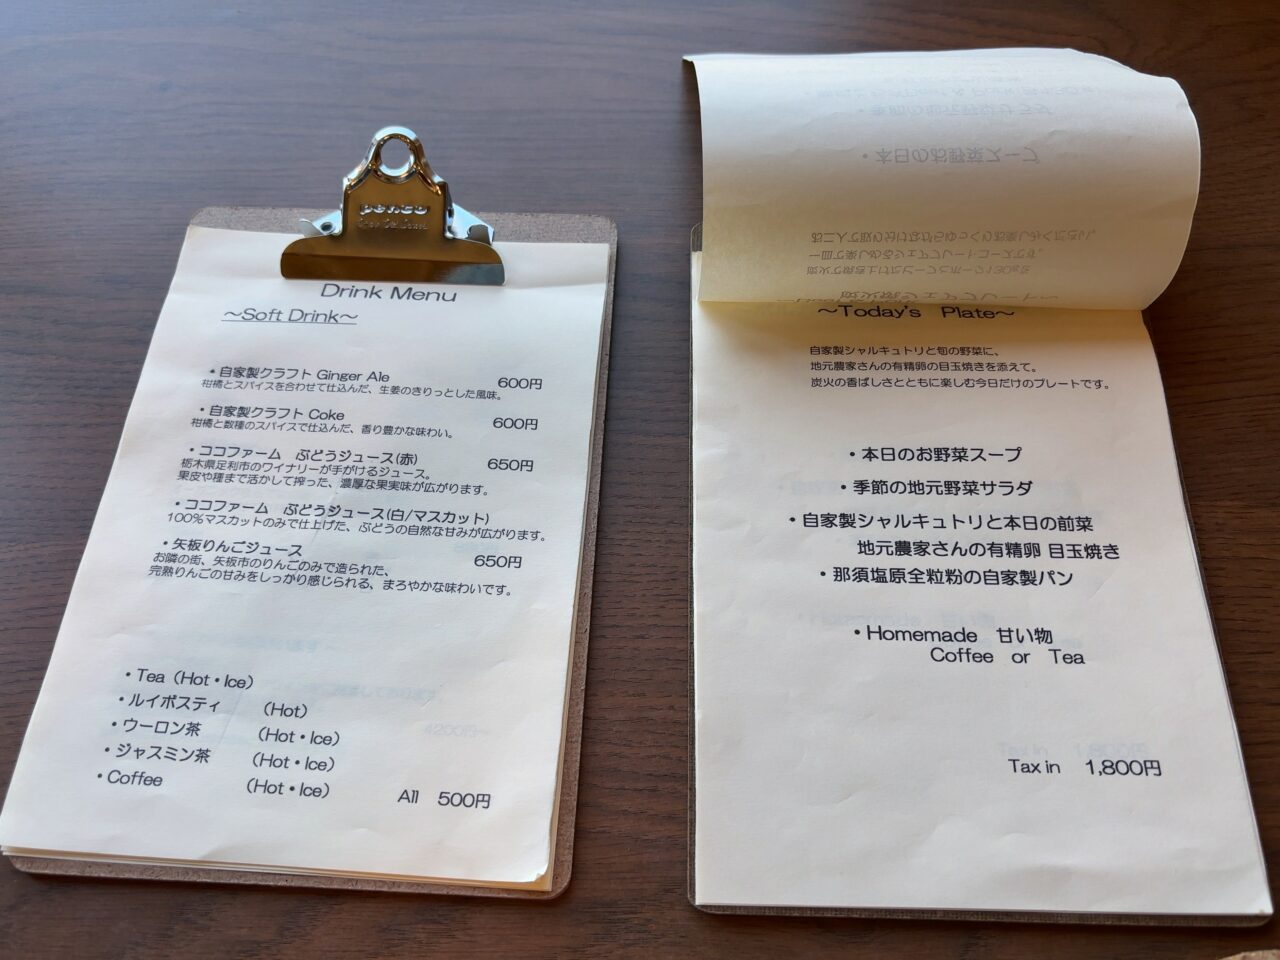 penco
Drink Menu
～Soft Drink～
・自家製クラフト Ginger Ale 600円
柑橘とスパイスを合わせて仕込んだ、生姜のきりっとした風味。
・自家製クラフト Coke 600円
柑橘と数種のスパイスで仕込んだ、香り豊かな味わい。
・ココファーム　ぶどうジュース(赤) 650円
栃木県足利市のワイナリーが手がけるジュース。
果皮や種まで活かして搾った、濃厚な果実味が広がります。
・ココファーム　ぶどうジュース(白/マスカット)
100%マスカットのみで仕上げた、ぶどうの自然な甘みが広がります。
・矢板りんごジュース 650円
お隣の街、矢板市のりんごのみで造られた、
完熟りんごの甘みをしっかり感じられる、まろやかな味わいです。
・Tea（Hot・Ice）
・ルイボスティ （Hot）
・ウーロン茶 （Hot・Ice）
・ジャスミン茶 （Hot・Ice）
・Coffee （Hot・Ice） All 500円
・本日のお野菜スープ
～Today's Plate～
自家製シャルキュトリと旬の野菜に、
地元農家さんの有精卵の目玉焼きを添えて。
炭火の香ばしさとともに楽しむ今日だけのプレートです。
・本日のお野菜スープ
・季節の地元野菜サラダ
・自家製シャルキュトリと本日の前菜
地元農家さんの有精卵 目玉焼き
・那須塩原全粒粉の自家製パン
・Homemade 甘い物
Coffee or Tea
Tax in 1,800円